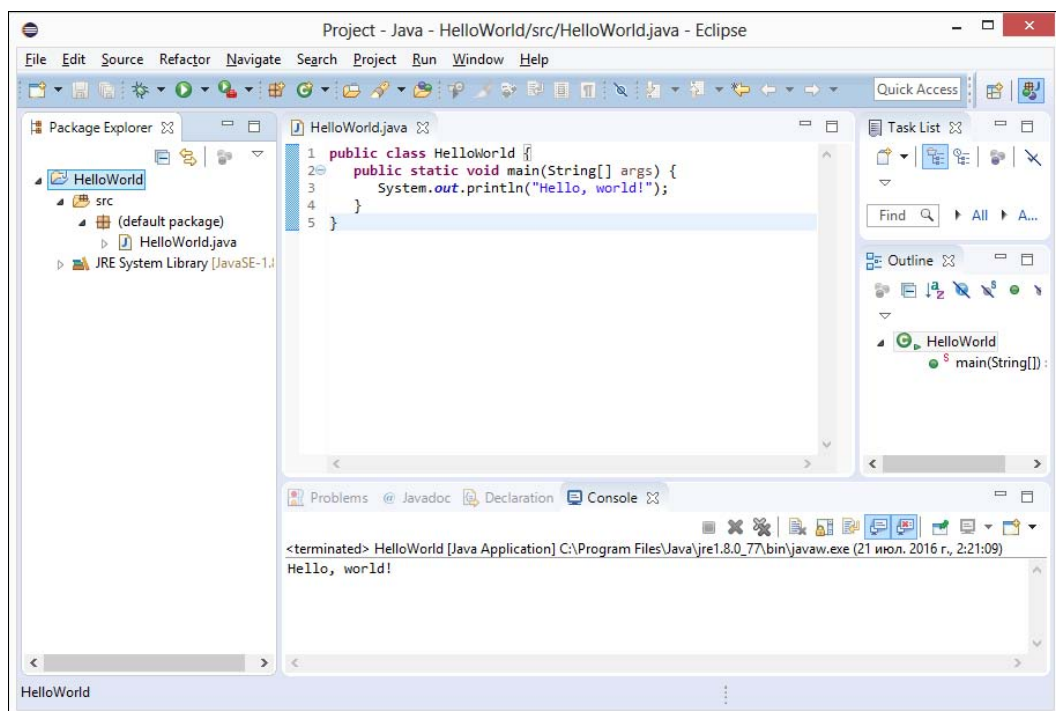 Project - Java - HelloWorld/src/HelloWorld.java - Eclipse
File Edit Source Refactor Navigate Search Project Run Window Help
Quick Access
Package Explorer
HelloWorld
src
(default package)
HelloWorld.java
JRE System Library [JavaSE-1.8
HelloWorld.java
1 public class HelloWorld {
2 public static void main(String[] args) {
3 System.out.println("Hello, world!");
4 }
5 }
Task List
Find All A...
Outline
HelloWorld
main(String[]) :
Problems @ Javadoc Declaration Console
<terminated> HelloWorld [Java Application] C:\Program Files\Java\jre1.8.0_77\bin\javaw.exe (21 июл. 2016 г., 2:21:09)
Hello, world!
HelloWorld